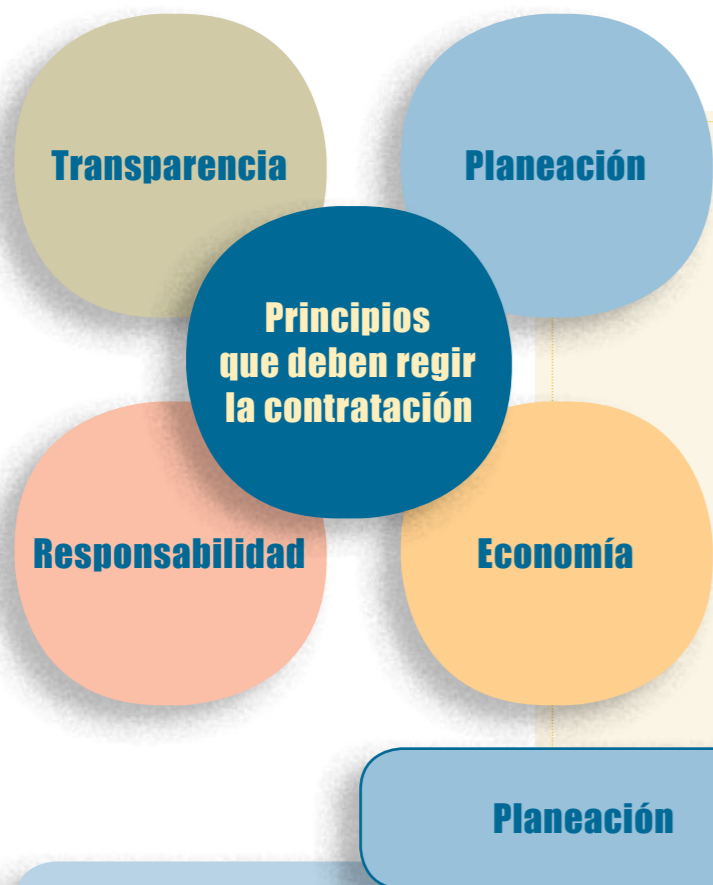 Transparencia
Planeación
Principios
que deben regir
la contratación
Responsabilidad
Economía
Planeación